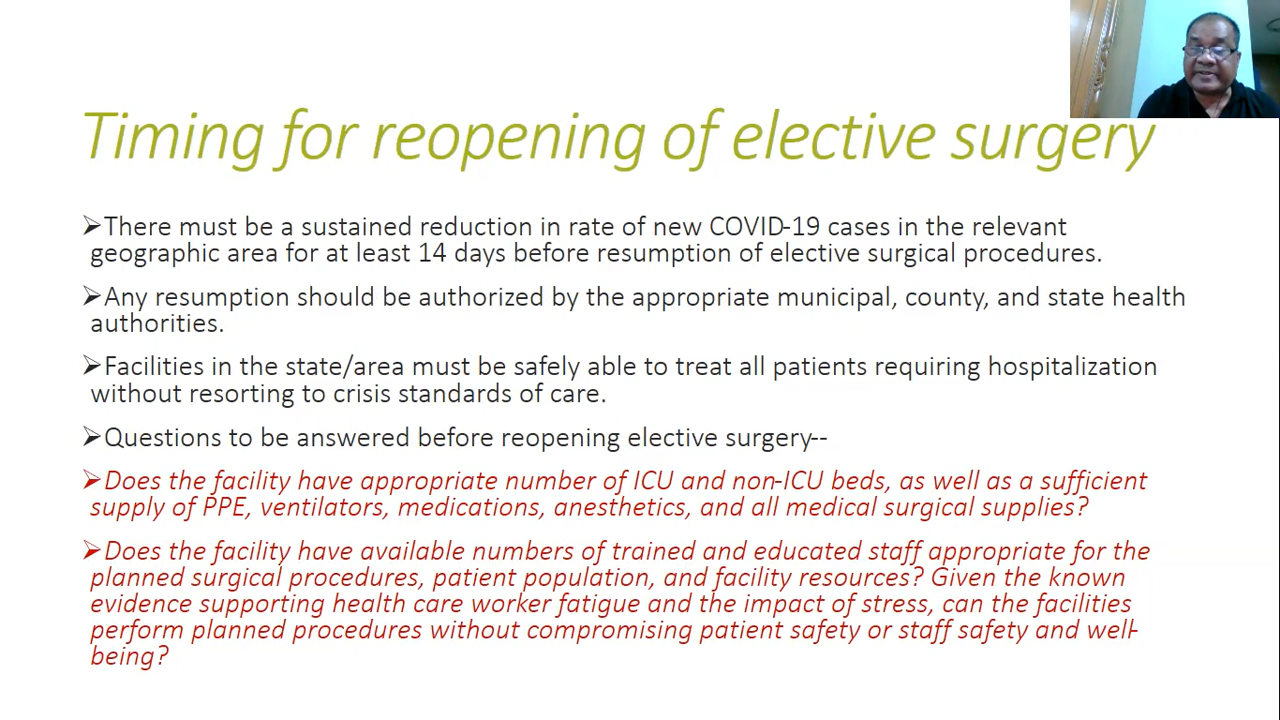 Timing for reopening of elective surgery
➢There must be a sustained reduction in rate of new COVID-19 cases in the relevant
geographic area for at least 14 days before resumption of elective surgical procedures.
➢Any resumption should be authorized by the appropriate municipal, county, and state health
authorities.
➢Facilities in the state/area must be safely able to treat all patients requiring hospitalization
without resorting to crisis standards of care.
➢Questions to be answered before reopening elective surgery--
➢Does the facility have appropriate number of ICU and non-ICU beds, as well as a sufficient
supply of PPE, ventilators, medications, anesthetics, and all medical surgical supplies?
➢Does the facility have available numbers of trained and educated staff appropriate for the
planned surgical procedures, patient population, and facility resources? Given the known
evidence supporting health care worker fatigue and the impact of stress, can the facilities
perform planned procedures without compromising patient safety or staff safety and well-
being?